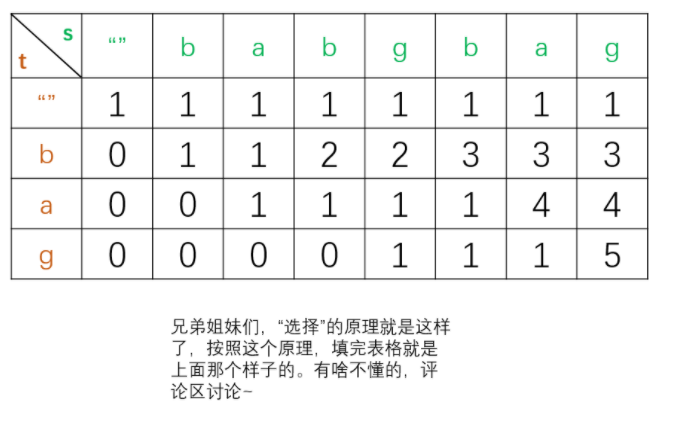 s
t “” b a b g b a g
“” 1 1 1 1 1 1 1 1
b 0 1 1 2 2 3 3 3
a 0 0 1 1 1 1 4 4
g 0 0 0 0 1 1 1 5
兄弟姐妹们，“选择”的原理就是这样
了，按照这个原理，填完表格就是
上面那个样子的。有啥不懂的，评
论区讨论~